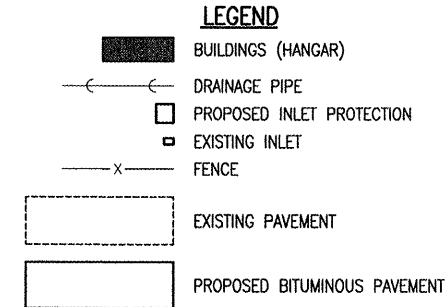 LEGEND
BUILDINGS (HANGAR)
DRAINAGE PIPE
PROPOSED INLET PROTECTION
EXISTING INLET
x FENCE
EXISTING PAVEMENT
PROPOSED BITUMINOUS PAVEMENT